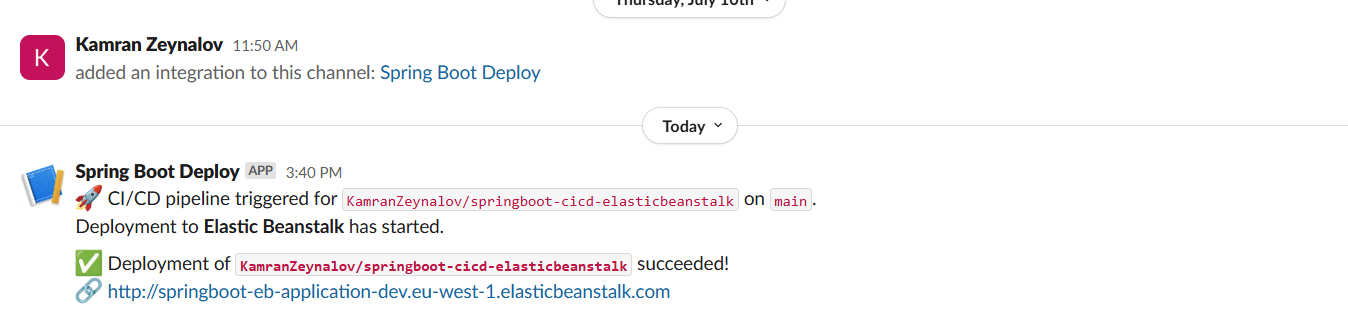 Thursday, July 10th
K
Kamran Zeynalov 11:50 AM
added an integration to this channel: Spring Boot Deploy
Today
Spring Boot Deploy APP 3:40 PM
🚀 CI/CD pipeline triggered for KamranZeynalov/springboot-cicd-elasticbeanstalk on main.
Deployment to Elastic Beanstalk has started.
✅ Deployment of KamranZeynalov/springboot-cicd-elasticbeanstalk succeeded!
🔗 http://springboot-eb-application-dev.eu-west-1.elasticbeanstalk.com